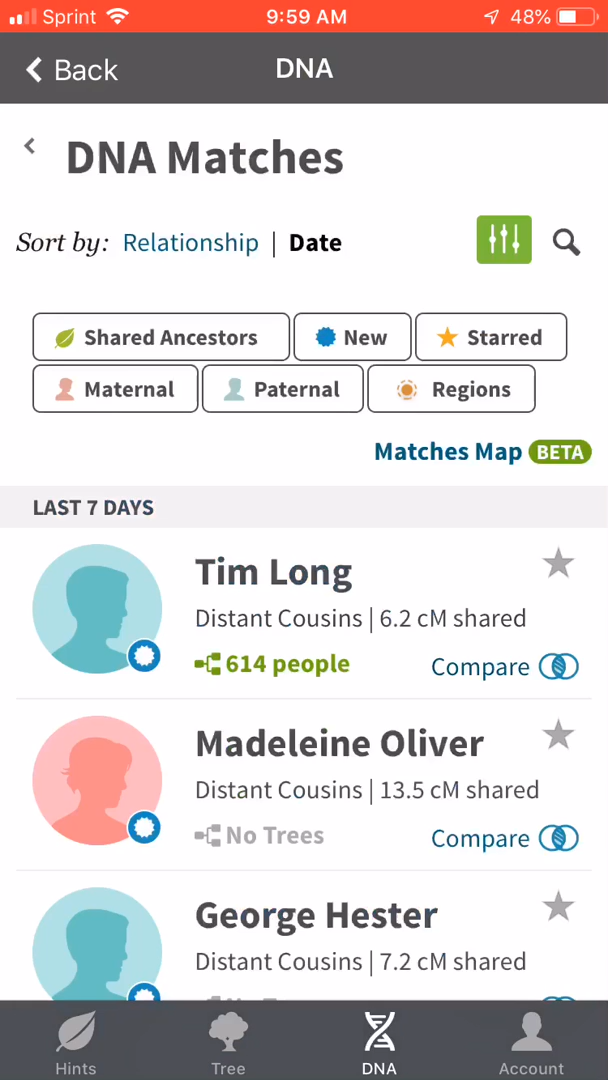 Sprint 9:59 AM 48%
Back DNA
DNA Matches
Sort by: Relationship | Date
Shared Ancestors New Starred
Maternal Paternal Regions
Matches Map BETA
LAST 7 DAYS
Tim Long
Distant Cousins | 6.2 cM shared
614 people Compare
Madeleine Oliver
Distant Cousins | 13.5 cM shared
No Trees Compare
George Hester
Distant Cousins | 7.2 cM shared
Hints Tree DNA Account